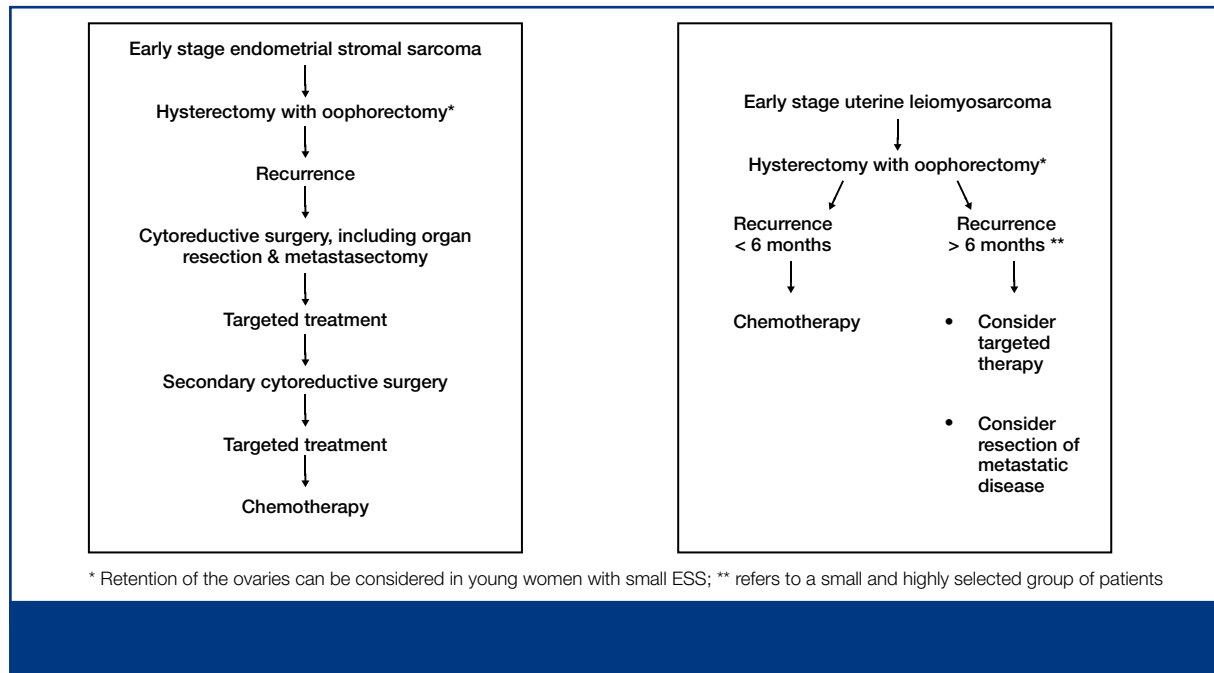 Early stage endometrial stromal sarcoma
Hysterectomy with oophorectomy*
Recurrence
Cytoreductive surgery, including organ
resection & metastasectomy
Targeted treatment
Secondary cytoreductive surgery
Targeted treatment
Chemotherapy
Early stage uterine leiomyosarcoma
Hysterectomy with oophorectomy*
Recurrence
< 6 months
Chemotherapy
Recurrence
> 6 months **
• Consider
targeted
therapy
• Consider
resection of
metastatic
disease
* Retention of the ovaries can be considered in young women with small ESS; ** refers to a small and highly selected group of patients